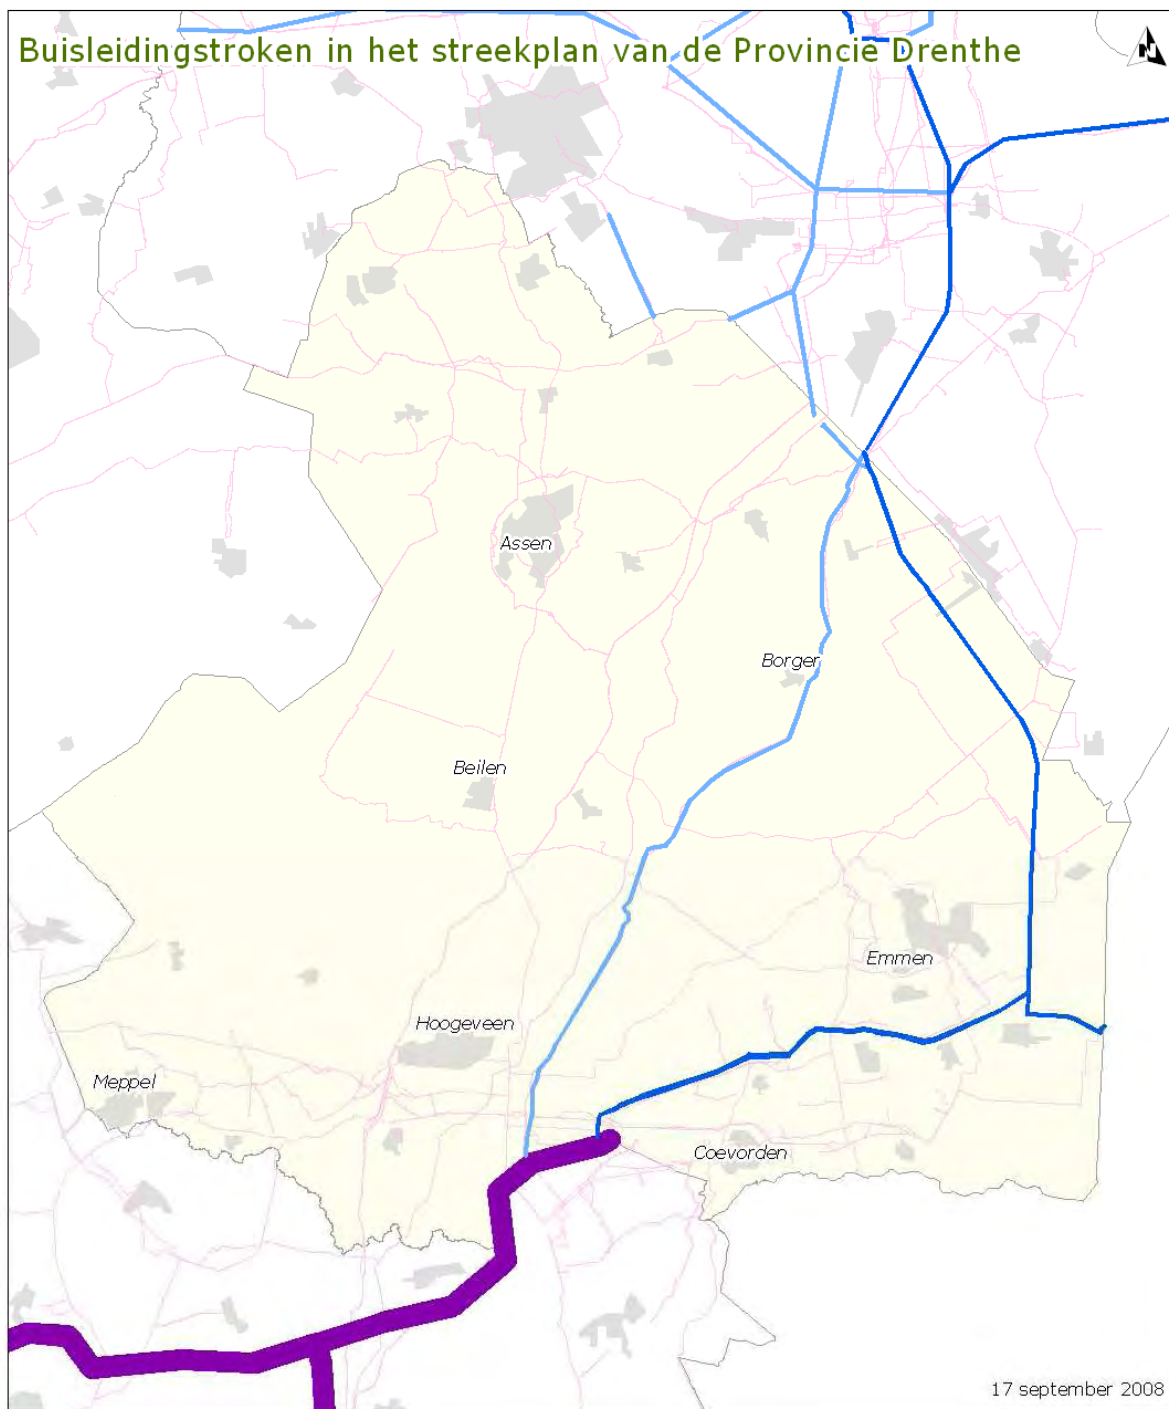 Buisleidingstroken in het streekplan van de Provincie Drenthe
N
Assen
Borger
Beilen
Emmen
Hoogeveen
Meppel
Coevorden
17 september 2008